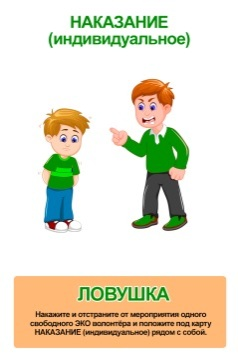 НАКАЗАНИЕ
(индивидуальное)
ЛОВУШКА
Накажите и отстраните от мероприятия одного
свободного ЭКО волонтёра и положите под карту
НАКАЗАНИЕ (индивидуальное) рядом с собой.